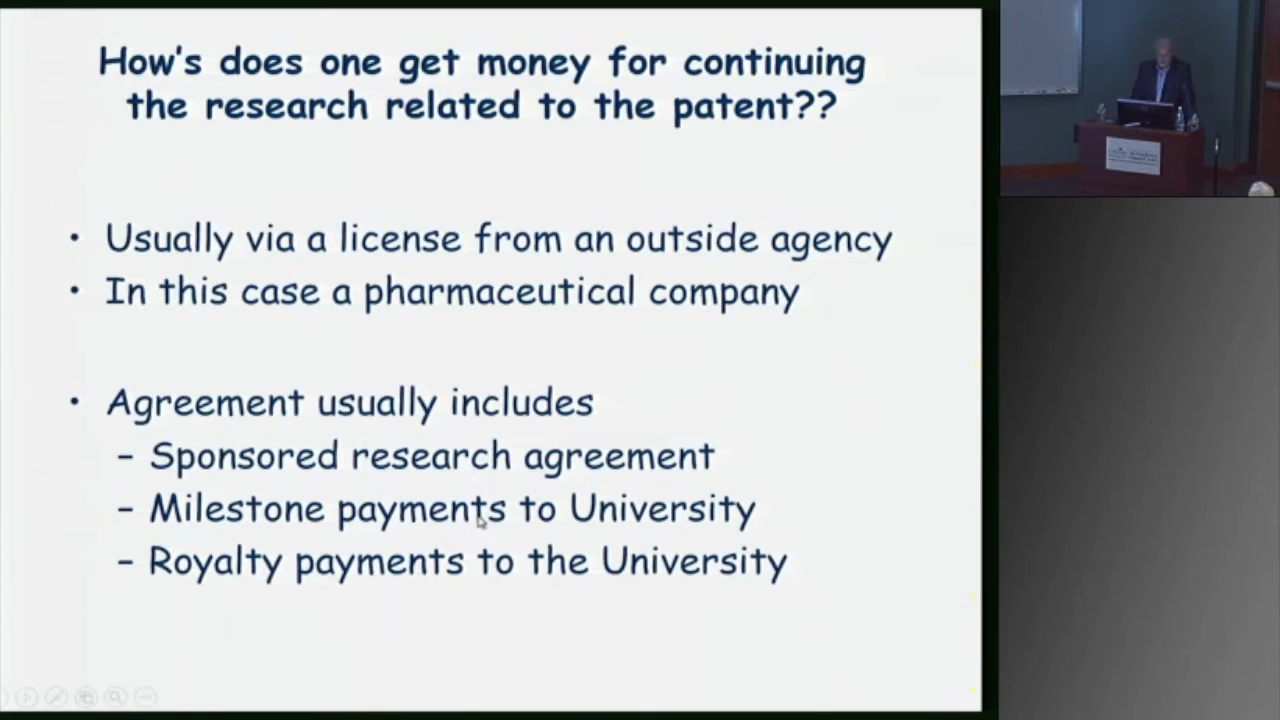 How's does one get money for continuing
the research related to the patent??
• Usually via a license from an outside agency
• In this case a pharmaceutical company
• Agreement usually includes
– Sponsored research agreement
– Milestone payments to University
– Royalty payments to the University